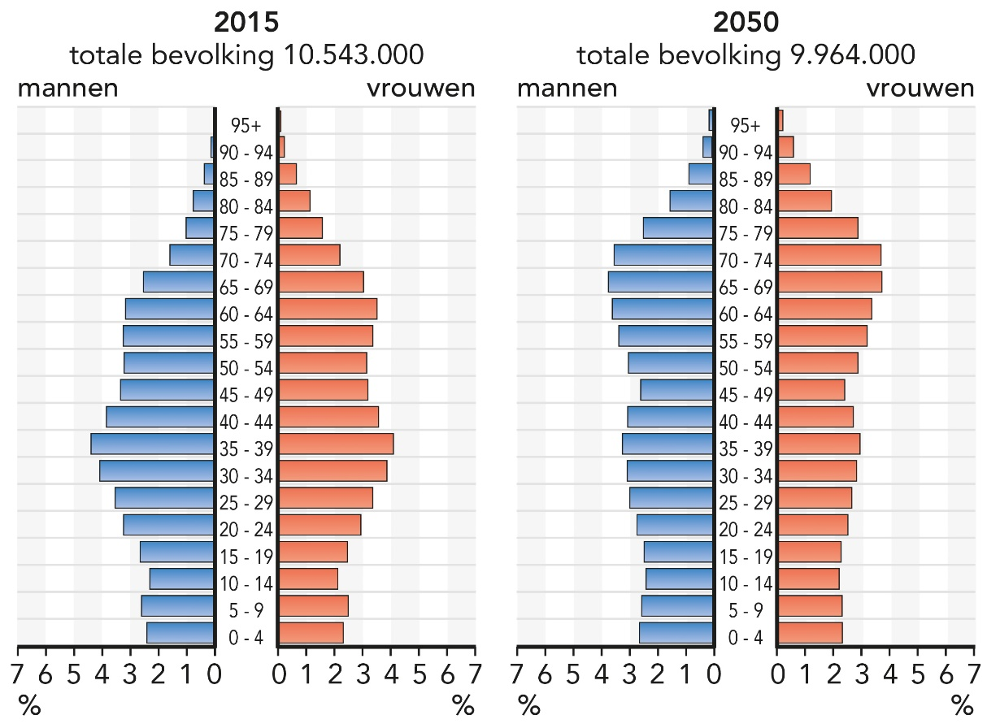 2015
totale bevolking 10.543.000
mannen vrouwen
95+
90 - 94
85 - 89
80 - 84
75 - 79
70 - 74
65 - 69
60 - 64
55 - 59
50 - 54
45 - 49
40 - 44
35 - 39
30 - 34
25 - 29
20 - 24
15 - 19
10 - 14
5 - 9
0 - 4
7 6 5 4 3 2 1 0 0 1 2 3 4 5 6 7
% %
2050
totale bevolking 9.964.000
mannen vrouwen
95+
90 - 94
85 - 89
80 - 84
75 - 79
70 - 74
65 - 69
60 - 64
55 - 59
50 - 54
45 - 49
40 - 44
35 - 39
30 - 34
25 - 29
20 - 24
15 - 19
10 - 14
5 - 9
0 - 4
7 6 5 4 3 2 1 0 0 1 2 3 4 5 6 7
% %